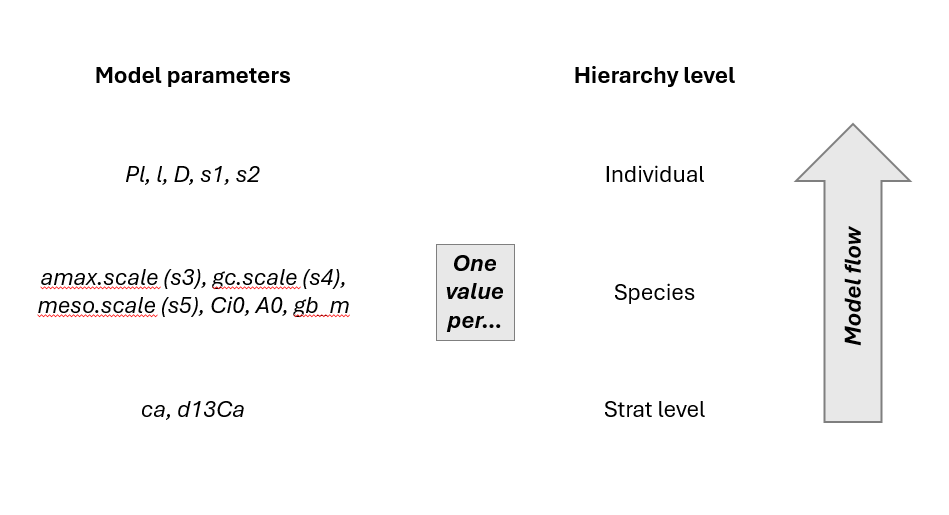 Model parameters
Hierarchy level
Pl, l, D, s1, s2
Individual
amax.scale (s3), gc.scale (s4),
meso.scale (s5), Ci0, A0, gb_m
One
value
per...
Species
Model flow
ca, d13Ca
Strat level